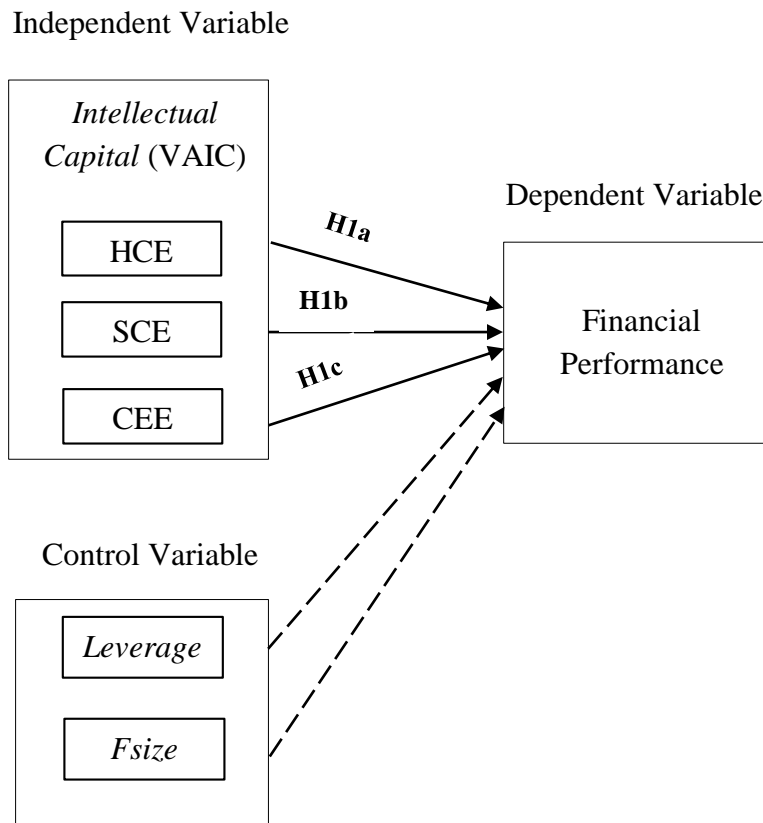 Independent Variable
Intellectual
Capital (VAIC)
HCE
SCE
CEE
H1a
H1b
H1c
Dependent Variable
Financial
Performance
Control Variable
Leverage
Fsize